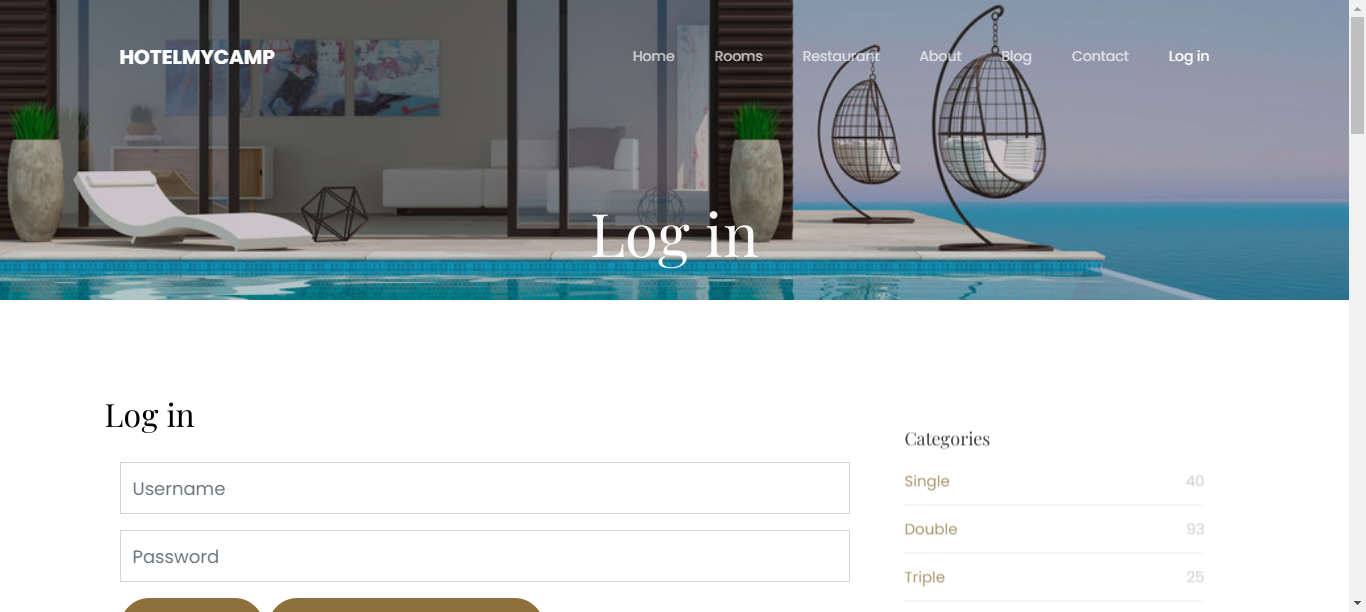 HOTELMYCAMP
Home Rooms Restaurant About Blog Contact Log in
Log in
Log in
Username
Password
Categories
Single 40
Double 93
Triple 25